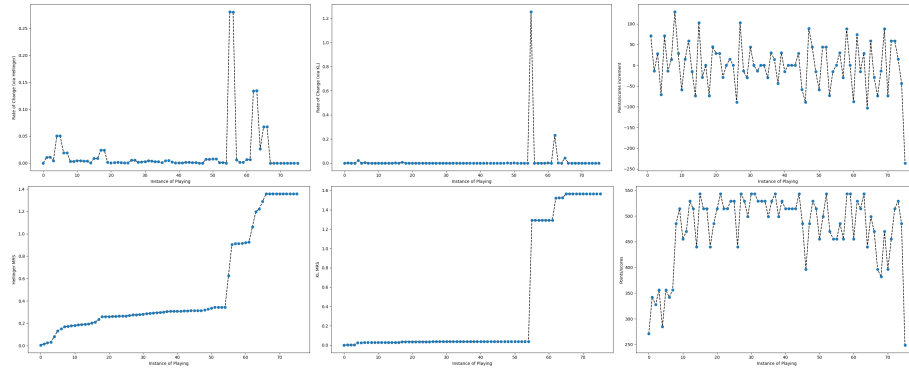 Rate of Change (via Hellinger)
0.25
0.20
0.15
0.10
0.05
0.00
0 10 20 30 40 50 60 70
Instance of Playing
Rate of Change (via KL)
1.2
1.0
0.8
0.6
0.4
0.2
0.0
0 10 20 30 40 50 60 70
Instance of Playing
Points/scores increment
100
50
0
-50
-100
-150
-200
-250
0 10 20 30 40 50 60 70
Instance of Playing
Hellinger MRS
1.4
1.2
1.0
0.8
0.6
0.4
0.2
0.0
0 10 20 30 40 50 60 70
Instance of Playing
KL MRS
1.6
1.4
1.2
1.0
0.8
0.6
0.4
0.2
0.0
0 10 20 30 40 50 60 70
Instance of Playing
Points/scores
550
500
450
400
350
300
250
0 10 20 30 40 50 60 70
Instance of Playing